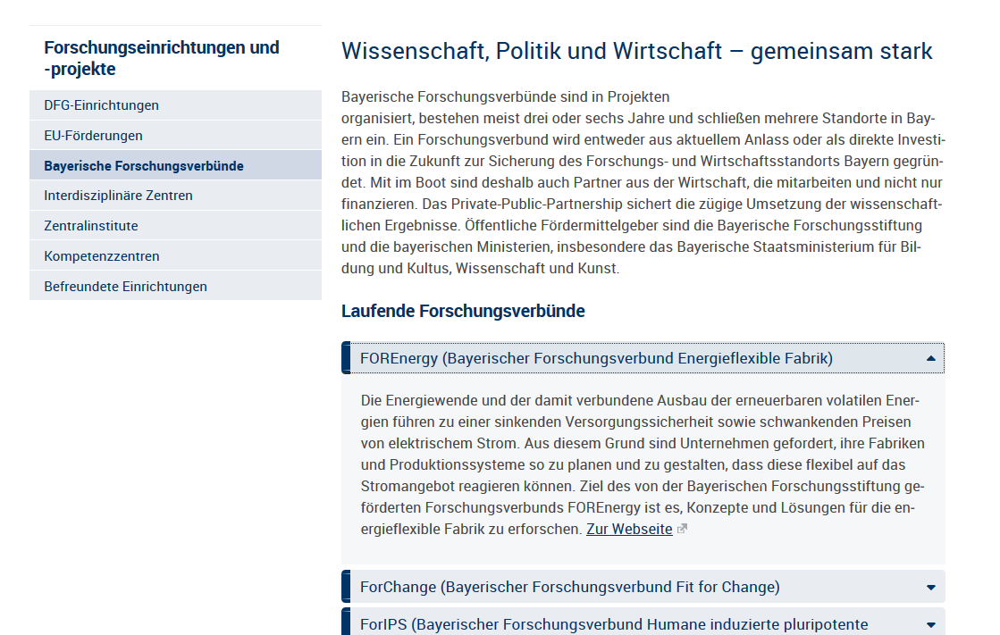 Forschungseinrichtungen und
-projekte
DFG-Einrichtungen
EU-Förderungen
Bayerische Forschungsverbünde
Interdisziplinäre Zentren
Zentralinstitute
Kompetenzzentren
Befreundete Einrichtungen
Wissenschaft, Politik und Wirtschaft – gemeinsam stark
Bayerische Forschungsverbünde sind in Projekten
organisiert, bestehen meist drei oder sechs Jahre und schließen mehrere Standorte in Bay-
ern ein. Ein Forschungsverbund wird entweder aus aktuellem Anlass oder als direkte Investi-
tion in die Zukunft zur Sicherung des Forschungs- und Wirtschaftsstandorts Bayern gegrün-
det. Mit im Boot sind deshalb auch Partner aus der Wirtschaft, die mitarbeiten und nicht nur
finanzieren. Das Private-Public-Partnership sichert die zügige Umsetzung der wissenschaft-
lichen Ergebnisse. Öffentliche Fördermittelgeber sind die Bayerische Forschungsstiftung
und die bayerischen Ministerien, insbesondere das Bayerische Staatsministerium für Bil-
dung und Kultus, Wissenschaft und Kunst.
Laufende Forschungsverbünde
FOREnergy (Bayerischer Forschungsverbund Energieflexible Fabrik)
Die Energiewende und der damit verbundene Ausbau der erneuerbaren volatilen Ener-
gien führen zu einer sinkenden Versorgungssicherheit sowie schwankenden Preisen
von elektrischem Strom. Aus diesem Grund sind Unternehmen gefordert, ihre Fabriken
und Produktionssysteme so zu planen und zu gestalten, dass diese flexibel auf das
Stromangebot reagieren können. Ziel des von der Bayerischen Forschungsstiftung ge-
förderten Forschungsverbunds FOREnergy ist es, Konzepte und Lösungen für die en-
ergieflexible Fabrik zu erforschen. Zur Webseite
ForChange (Bayerischer Forschungsverbund Fit for Change)
ForIPS (Bayerischer Forschungsverbund Humane induzierte pluripotente